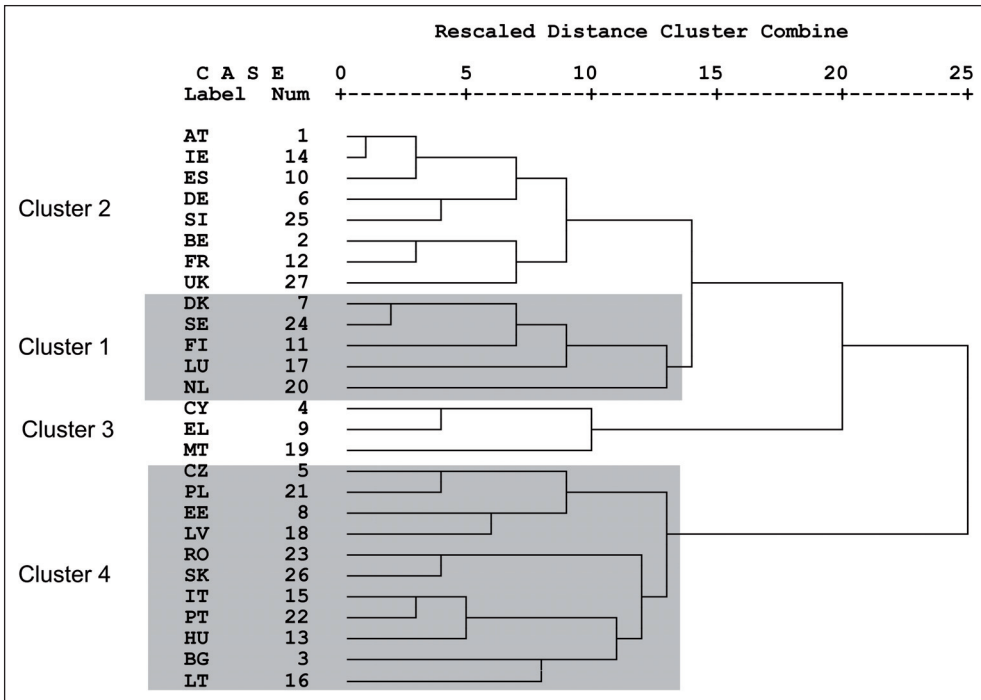 Rescaled Distance Cluster Combine
C A S E 0 5 10 15 20 25
Label Num +---------+---------+---------+---------+---------+
AT 1
IE 14
ES 10
DE 6
Cluster 2
SI 25
BE 2
FR 12
UK 27
DK 7
SE 24
Cluster 1
FI 11
LU 17
NL 20
CY 4
Cluster 3
EL 9
MT 19
CZ 5
PL 21
EE 8
LV 18
RO 23
Cluster 4
SK 26
IT 15
PT 22
HU 13
BG 3
LT 16